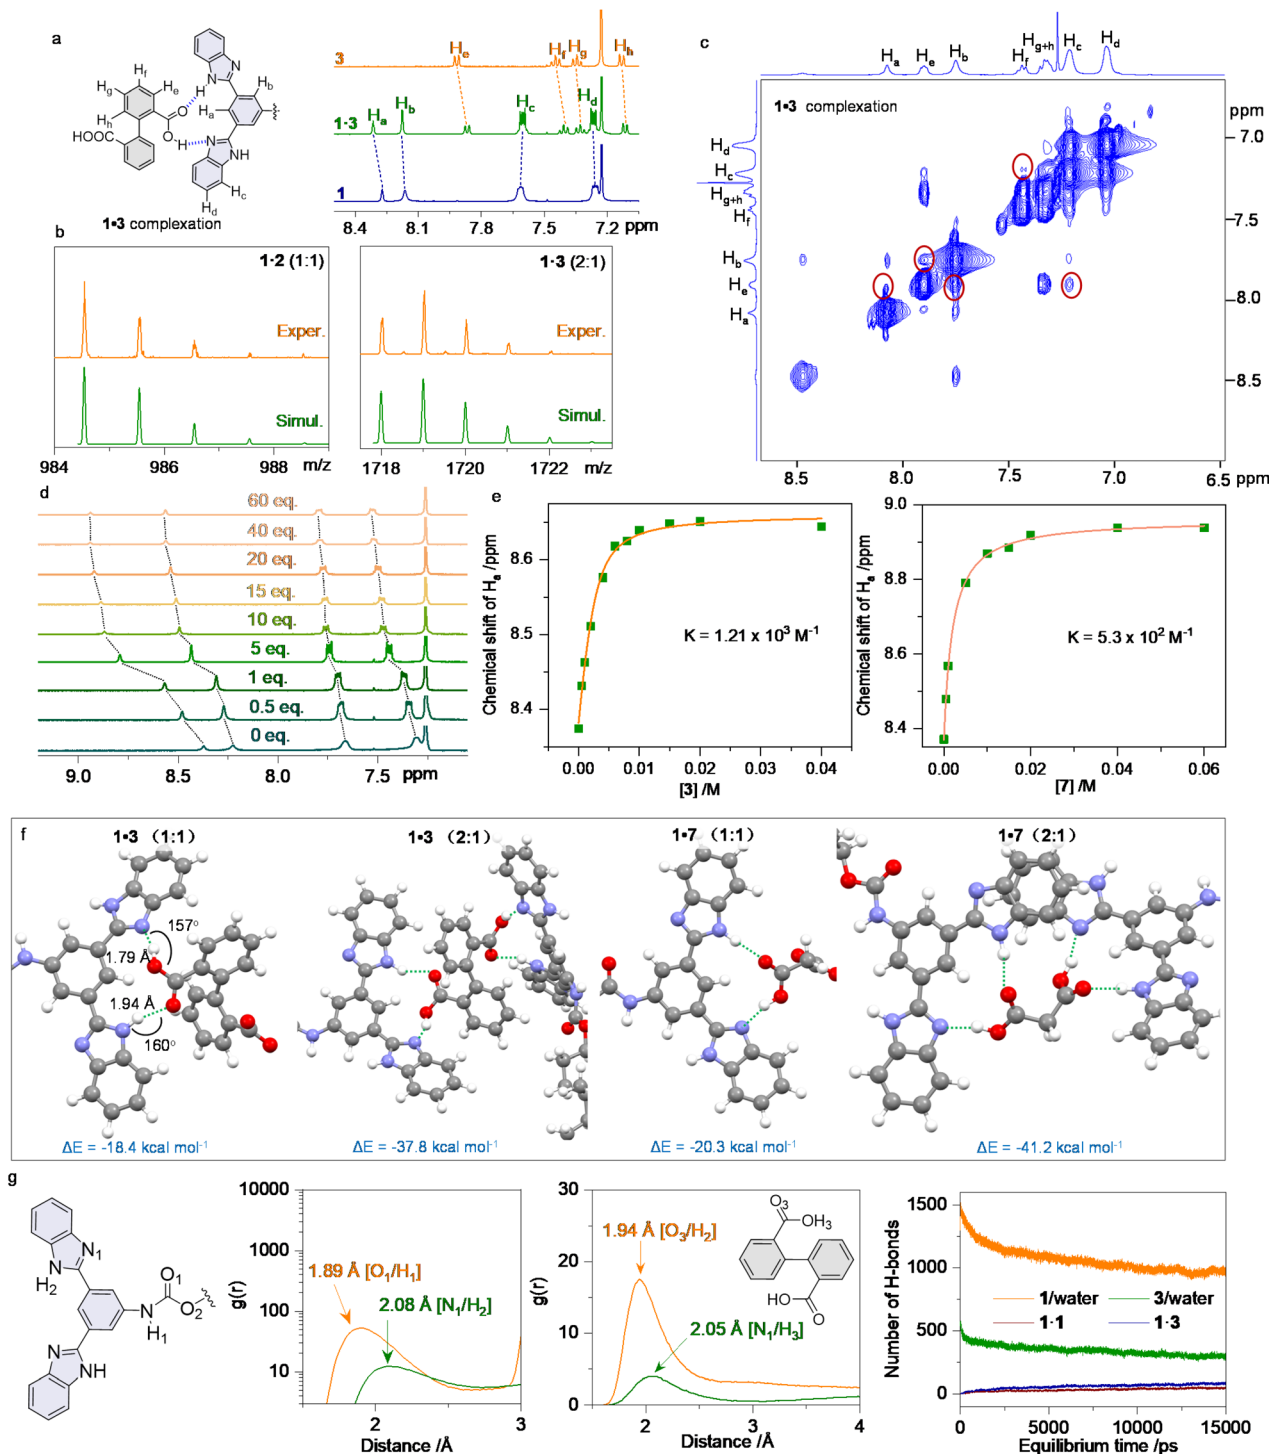 a
N
N
H
H
N
N
NH
O
O
H
HOOC
Hf
Hg
He
Hh
Ha
Hb
Hc
Hd
1•3 complexation
3
He
Hf
Hg
Hh
1·3
Ha
Hb
Hc
Hd
1
8.4
8.1
7.8
7.5
7.2
ppm
b
1·2 (1:1)
Exper.
Simul.
984
986
988
m/z
1·3 (2:1)
Exper.
Simul.
1718
1720
1722
m/z
c
Ha
He
Hb
Hf
Hg+h
Hc
Hd
1•3 complexation
ppm
7.0
7.5
8.0
8.5
Hd
Hc
Hg+h
Hf
Hb
He
Ha
8.5
8.0
7.5
7.0
6.5
ppm
d
60 eq.
40 eq.
20 eq.
15 eq.
10 eq.
5 eq.
1 eq.
0.5 eq.
0 eq.
9.0
8.5
8.0
7.5
ppm
e
Chemical shift of Ha/ppm
8.6
8.5
8.4
K = 1.21 x 10³ M⁻¹
0.00
0.01
0.02
0.03
0.04
[3] /M
Chemical shift of Ha/ppm
9.0
8.8
8.6
8.4
K = 5.3 x 10² M⁻¹
0.00
0.02
0.04
0.06
[7] /M
f
1•3 (1:1)
157°
1.79 Å
1.94 Å
160°
ΔE = -18.4 kcal mol⁻¹
1•3 (2:1)
ΔE = -37.8 kcal mol⁻¹
1•7 (1:1)
ΔE = -20.3 kcal mol⁻¹
1•7 (2:1)
ΔE = -41.2 kcal mol⁻¹
g
N1
N
H2
O1
O2
N
H1
N
NH
g(r)
10000
1000
100
10
1.89 Å [O1/H1]
2.08 Å [N1/H2]
2
3
Distance /Å
g(r)
30
20
10
0
1.94 Å [O3/H2]
2.05 Å [N1/H3]
O3
OH3
HO
O
2
3
4
Distance /Å
Number of H-bonds
1500
1000
500
0
1/water
3/water
1·1
1·3
0
5000
10000
15000
Equilibrium time /ps